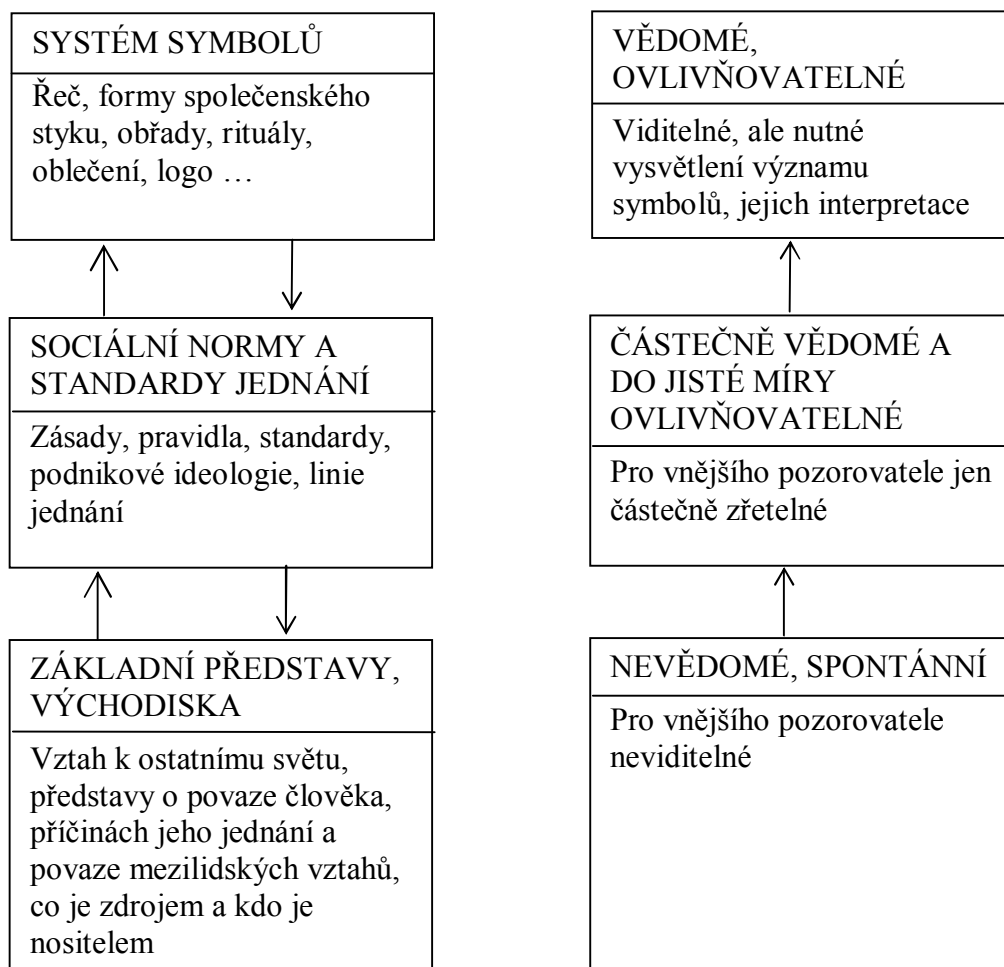 SYSTÉM SYMBOLŮ
Řeč, formy společenského
styku, obřady, rituály,
oblečení, logo …
VĚDOMÉ,
OVLIVŇOVATELNÉ
Viditelné, ale nutné
vysvětlení významu
symbolů, jejich interpretace
SOCIÁLNÍ NORMY A
STANDARDY JEDNÁNÍ
Zásady, pravidla, standardy,
podnikové ideologie, linie
jednání
ČÁSTEČNĚ VĚDOMÉ A
DO JISTÉ MÍRY
OVLIVŇOVATELNÉ
Pro vnějšího pozorovatele jen
částečně zřetelné
ZÁKLADNÍ PŘEDSTAVY,
VÝCHODISKA
Vztah k ostatnímu světu,
představy o povaze člověka,
příčinách jeho jednání a
povaze mezilidských vztahů,
co je zdrojem a kdo je
nositelem
NEVĚDOMÉ, SPONTÁNNÍ
Pro vnějšího pozorovatele
neviditelné